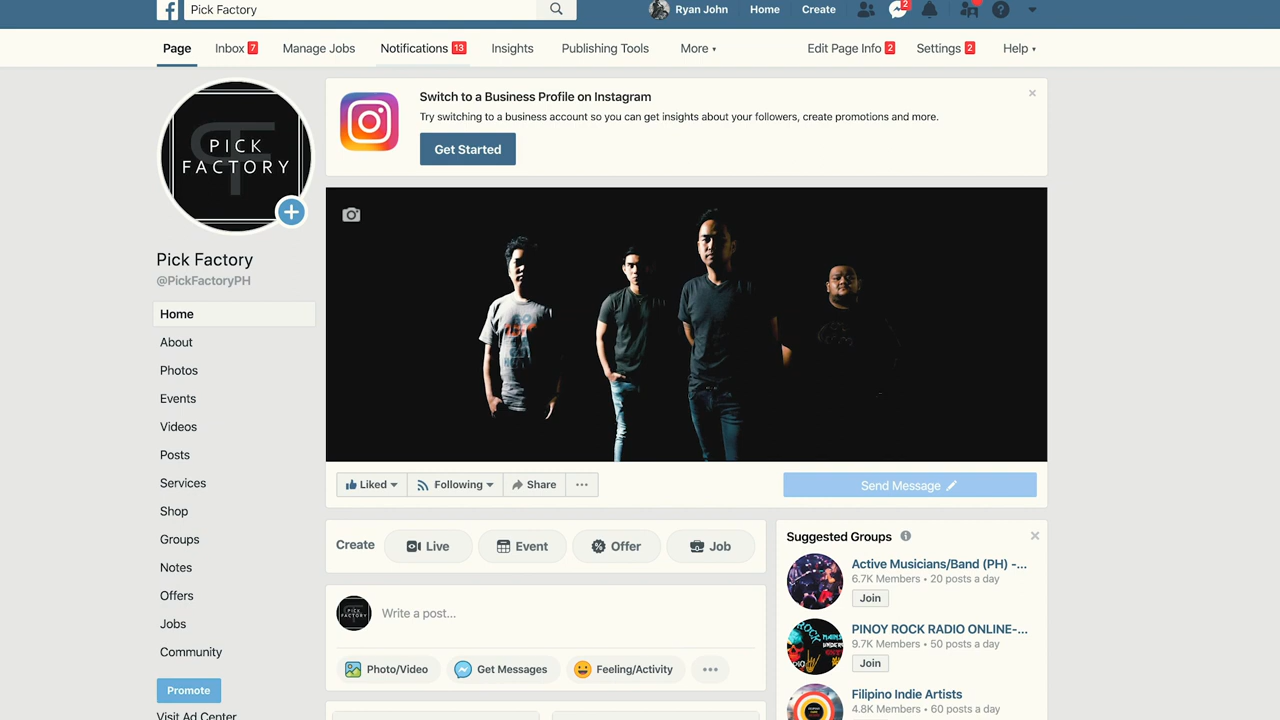 Pick Factory
Ryan John
Home
Create
2
Page
Inbox 7
Manage Jobs
Notifications 13
Insights
Publishing Tools
More
Edit Page Info 2
Settings 2
Help
PICK
FACTORY
Switch to a Business Profile on Instagram
Try switching to a business account so you can get insights about your followers, create promotions and more.
Get Started
Pick Factory
@PickFactoryPH
Home
About
Photos
Events
Videos
Posts
Services
Shop
Groups
Notes
Offers
Jobs
Community
Promote
Visit Ad Center
Liked
Following
Share
...
Send Message
Create
Live
Event
Offer
Job
PICK
FACTORY
Write a post...
Photo/Video
Get Messages
Feeling/Activity
...
Suggested Groups
Active Musicians/Band (PH) -...
6.7K Members • 20 posts a day
Join
PINOY ROCK RADIO ONLINE-...
9.7K Members • 50 posts a day
Join
Filipino Indie Artists
4.8K Members • 60 posts a day